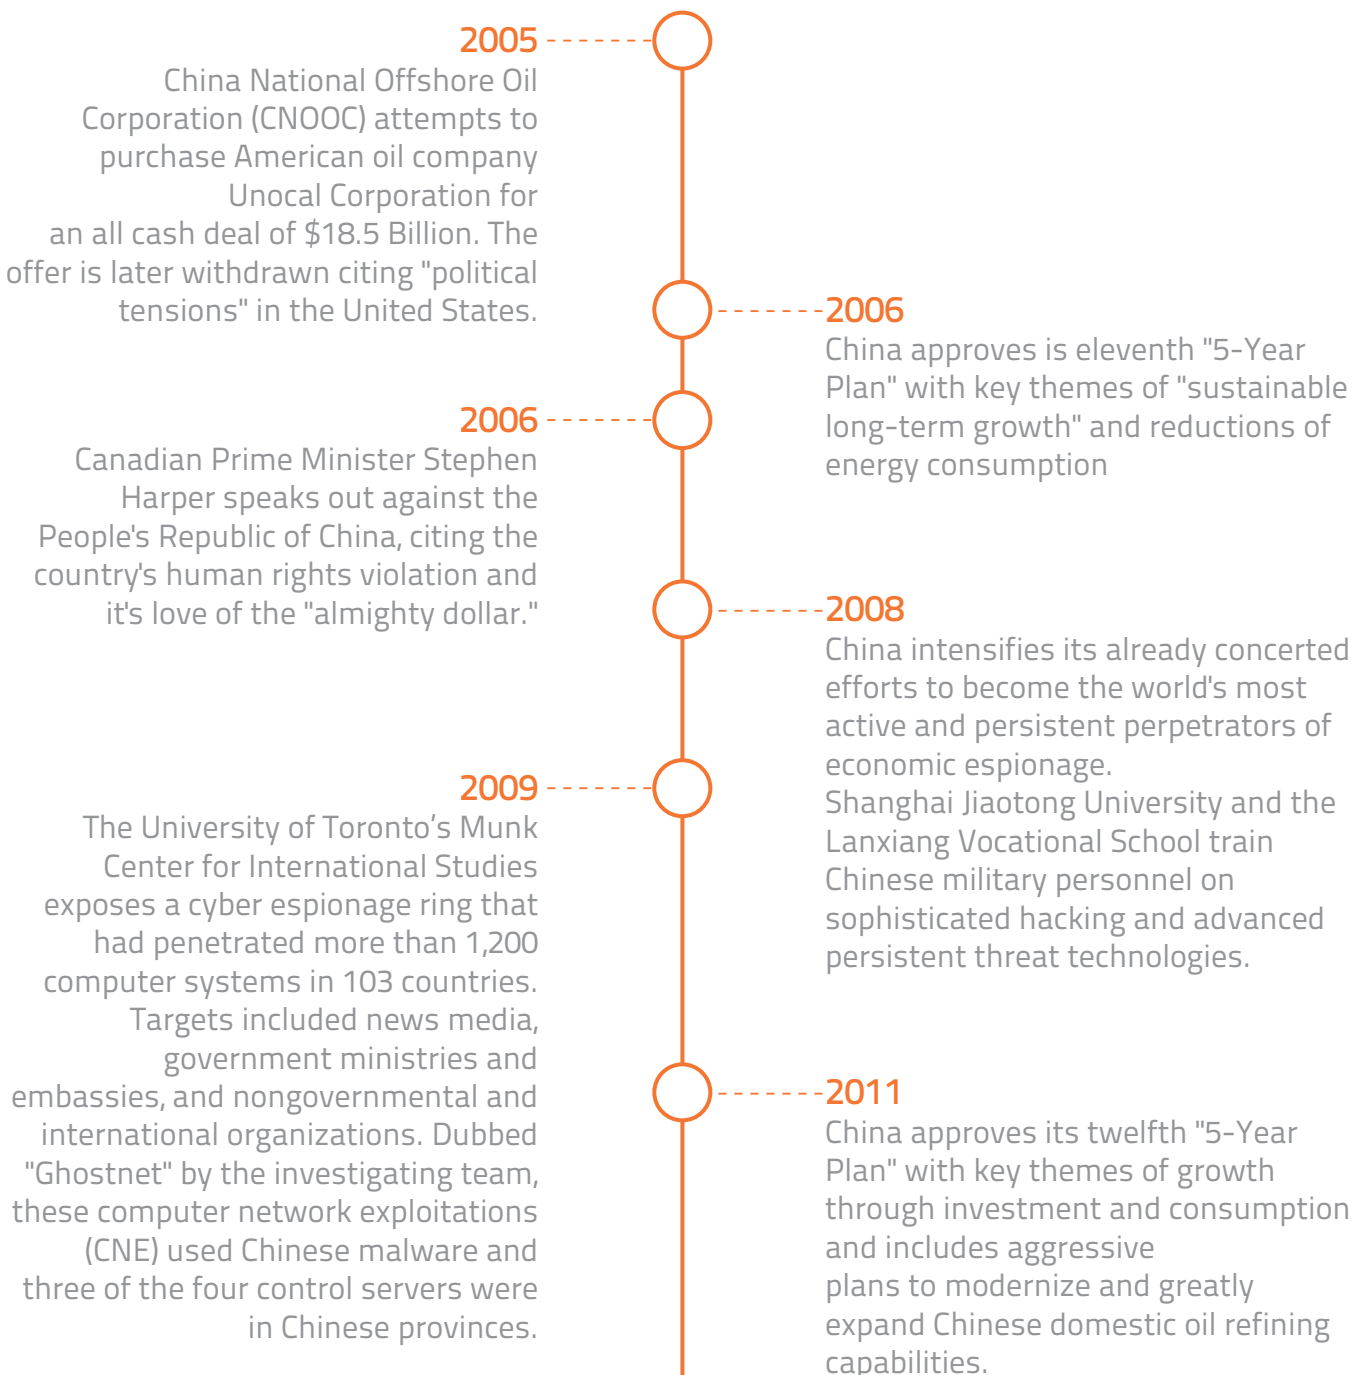 2005
China National Offshore Oil
Corporation (CNOOC) attempts to
purchase American oil company
Unocal Corporation for
an all cash deal of $18.5 Billion. The
offer is later withdrawn citing "political
tensions" in the United States.
2006
China approves is eleventh "5-Year
Plan" with key themes of "sustainable
long-term growth" and reductions of
energy consumption
2006
Canadian Prime Minister Stephen
Harper speaks out against the
People's Republic of China, citing the
country's human rights violation and
it's love of the "almighty dollar."
2008
China intensifies its already concerted
efforts to become the world's most
active and persistent perpetrators of
economic espionage.
Shanghai Jiaotong University and the
Lanxiang Vocational School train
Chinese military personnel on
sophisticated hacking and advanced
persistent threat technologies.
2009
The University of Toronto’s Munk
Center for International Studies
exposes a cyber espionage ring that
had penetrated more than 1,200
computer systems in 103 countries.
Targets included news media,
government ministries and
embassies, and nongovernmental and
international organizations. Dubbed
"Ghostnet" by the investigating team,
these computer network exploitations
(CNE) used Chinese malware and
three of the four control servers were
in Chinese provinces.
2011
China approves its twelfth "5-Year
Plan" with key themes of growth
through investment and consumption
and includes aggressive
plans to modernize and greatly
expand Chinese domestic oil refining
capabilities.